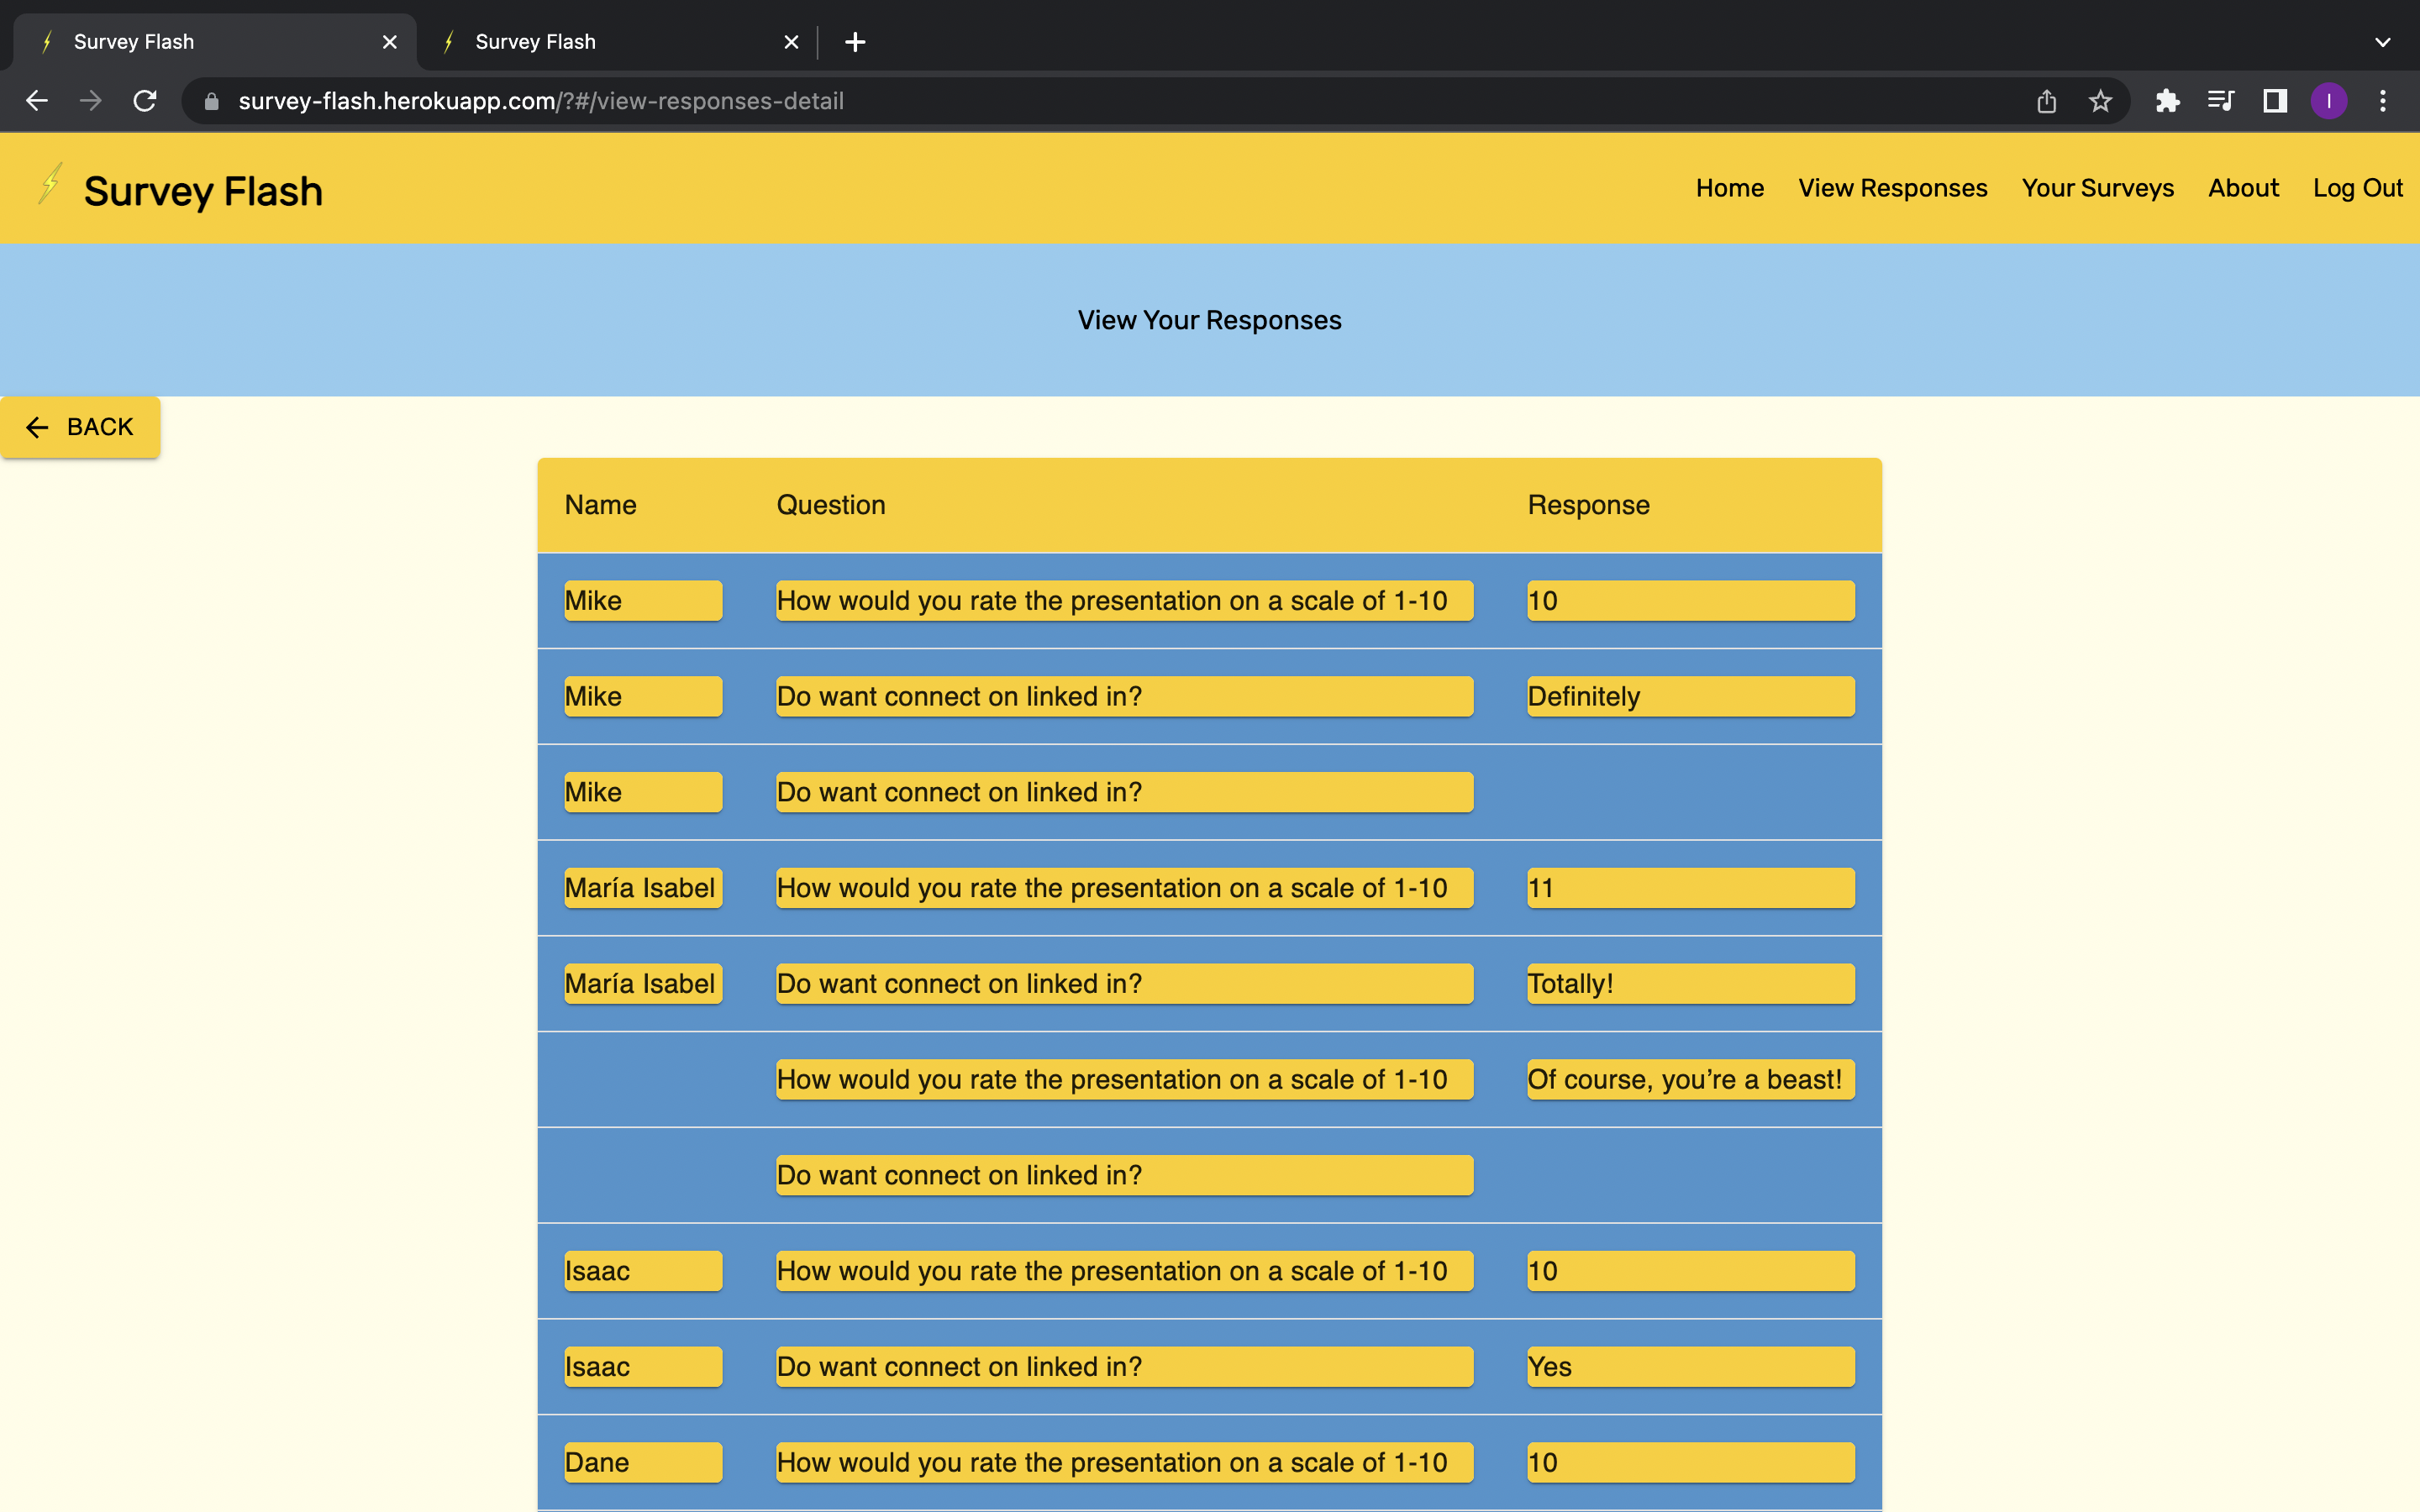 Survey Flash
Survey Flash
survey-flash.herokuapp.com/?#/view-responses-detail
I
Survey Flash
Home View Responses Your Surveys About Log Out
View Your Responses
BACK
Name Question Response
Mike How would you rate the presentation on a scale of 1-10 10
Mike Do want connect on linked in? Definitely
Mike Do want connect on linked in?
María Isabel How would you rate the presentation on a scale of 1-10 11
María Isabel Do want connect on linked in? Totally!
How would you rate the presentation on a scale of 1-10 Of course, you’re a beast!
Do want connect on linked in?
Isaac How would you rate the presentation on a scale of 1-10 10
Isaac Do want connect on linked in? Yes
Dane How would you rate the presentation on a scale of 1-10 10